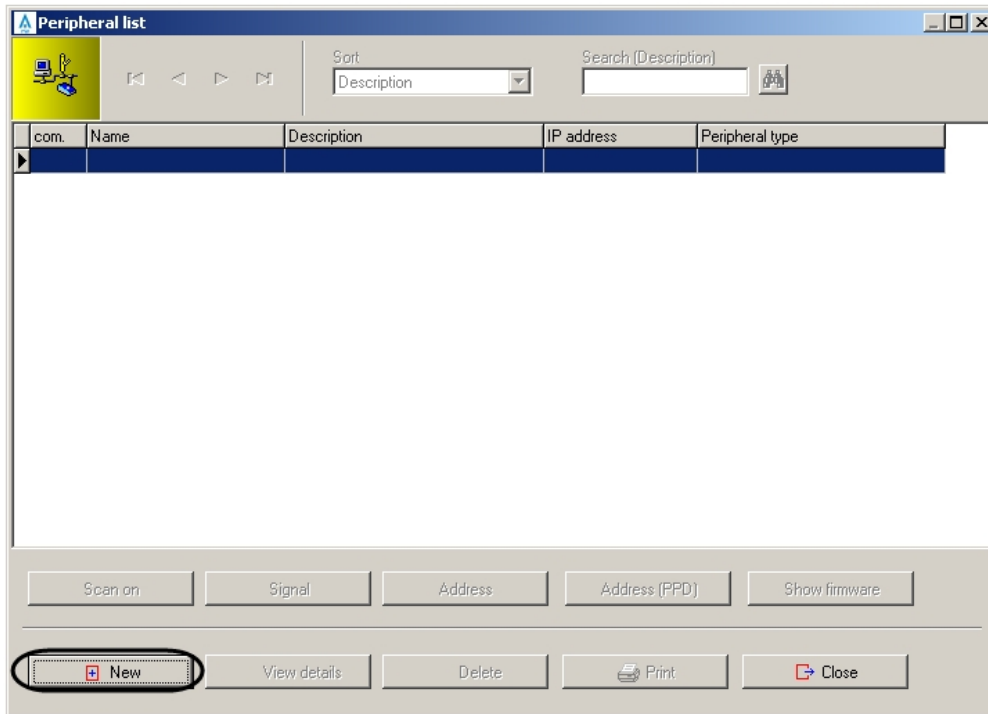 Peripheral list
Sort
Search (Description)
Description
com. Name Description IP address Peripheral type
Scan on Signal Address Address (PPD) Show firmware
New View details Delete Print Close